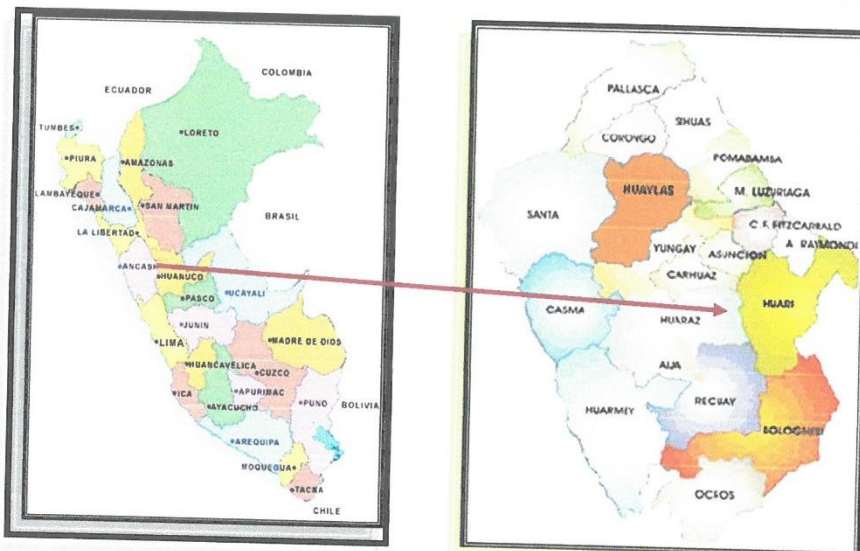 COLOMBIA
ECUADOR
TUMBES
LORETO
PIURA
AMAZONAS
LAMBAYEQUE
CAJAMARCA
SAN MARTIN
BRASIL
LA LIBERTAD
ANCASH
HUANUCO
PASCO
UCAYALI
JUNIN
LIMA
MADRE DE DIOS
HUANCAVELICA
CUZCO
ICA
APURIMAC
AYACUCHO
PUNO
BOLIVIA
AREQUIPA
MOQUEGUA
TACNA
CHILE
PALLASCA
SIHUAS
CORONGO
POMABAMBA
HUAYLAS
M. LUZURIAGA
SANTA
C. F. FITZCARRALD
A. RAYMONDI
YUNGAY
ASUNCION
CARHUAZ
CASMA
HUARI
HUARAZ
AIJA
HUARMEY
RECUAY
BOLOGNESI
OCROS